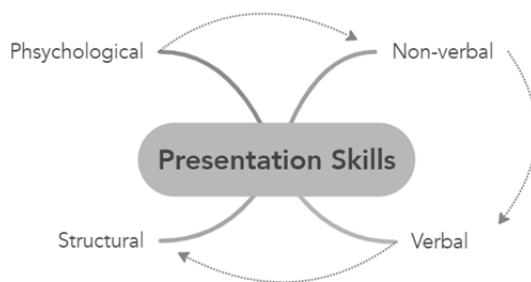 Phsychological
Non-verbal
Presentation Skills
Structural
Verbal